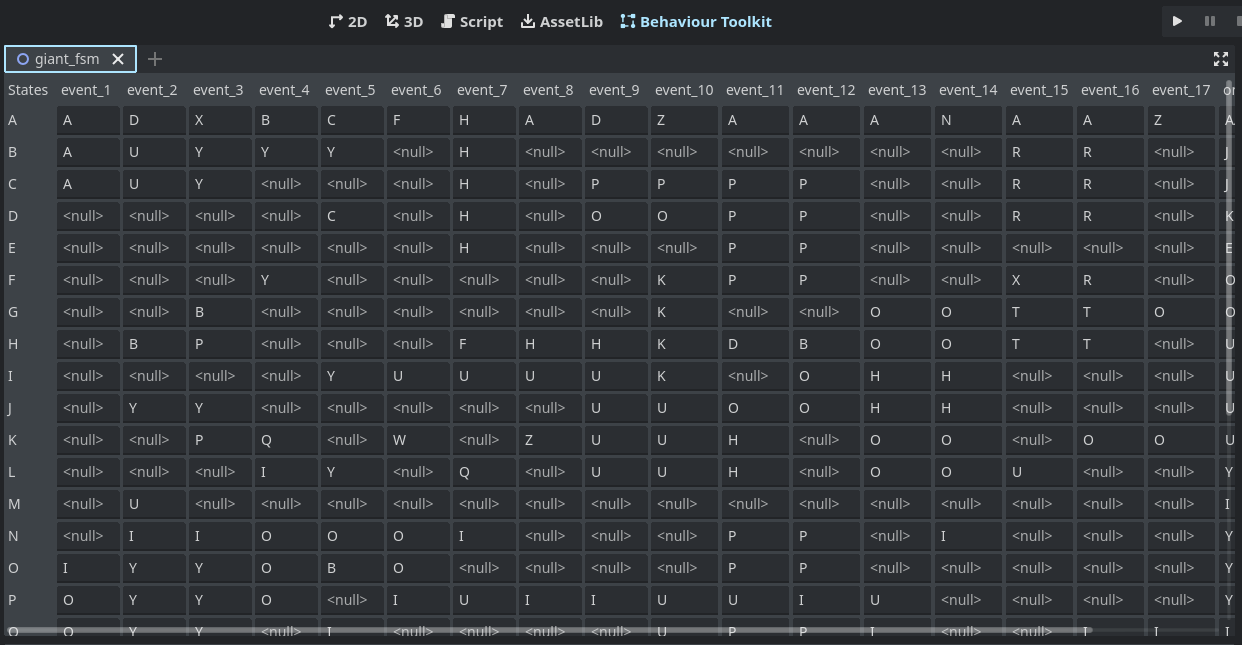 2D 3D Script AssetLib Behaviour Toolkit
giant_fsm
States event_1 event_2 event_3 event_4 event_5 event_6 event_7 event_8 event_9 event_10 event_11 event_12 event_13 event_14 event_15 event_16 event_17
A A D X B C F H A D Z A A A N A A Z A
B A U Y Y Y <null> H <null> <null> <null> <null> <null> <null> <null> R R <null> J
C A U Y <null> <null> <null> H <null> P P P P <null> <null> R R <null> J
D <null> <null> <null> <null> C <null> H <null> O O P P <null> <null> R R <null> K
E <null> <null> <null> <null> <null> <null> H <null> <null> <null> P P <null> <null> <null> <null> <null> E
F <null> <null> <null> Y <null> <null> <null> <null> <null> K P P <null> <null> X R <null> O
G <null> <null> B <null> <null> <null> <null> <null> <null> K <null> <null> O O T T O O
H <null> B P <null> <null> <null> F H H K D B O O T T <null> U
I <null> <null> <null> <null> Y U U U U K <null> O H H <null> <null> <null> U
J <null> Y Y <null> <null> <null> <null> <null> U U O O H H <null> <null> <null> U
K <null> <null> P Q <null> W <null> Z U U H <null> O O <null> O O U
L <null> <null> <null> I Y <null> Q <null> U U H <null> O O U <null> <null> Y
M <null> U <null> <null> <null> <null> <null> <null> <null> <null> <null> <null> <null> <null> <null> <null> <null> I
N <null> I I O O O I <null> <null> <null> P P <null> I <null> <null> <null> Y
O I Y Y O B O <null> <null> <null> <null> P P <null> <null> <null> <null> <null> Y
P O Y Y O <null> I U I I U U I U <null> <null> <null> <null> Y
Q O Y Y <null> I <null> <null> <null> <null> U P P I <null> <null> I I I